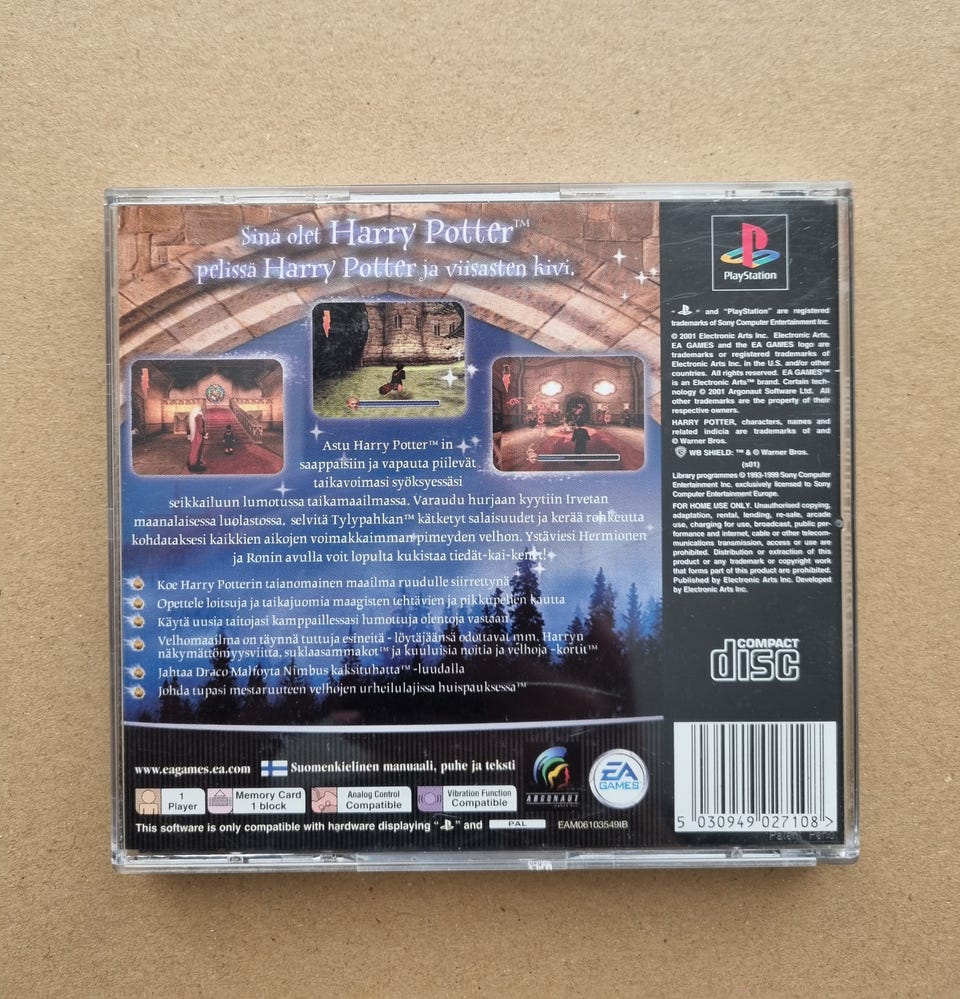 Sinä olet Harry Potter™
pelissä Harry Potter ja viisasten kivi.
Astu Harry Potter™ in
saappaisiin ja vapauta piilevät
taikavoimasi syöksyessäsi
seikkailuun lumotussa taikamaailmassa. Varaudu hurjaan kyytiin Irvetan
maanalaisessa luolastossa, selvitä Tylypahkan™ kätketyt salaisuudet ja kerää rohkeutta
kohdataksesi kaikkien aikojen voimakkaimman pimeyden velhon. Ystäviesi Hermionen
ja Ronin avulla voit lopulta kukistaa tiedät-kai-kenet!
Koe Harry Potterin taianomainen maailma ruudulle siirrettynä
Opettele loitsuja ja taikajuomia maagisten tehtävien ja pikkupelien kautta
Käytä uusia taitojasi kamppaillessasi lumottuja olentoja vastaan
Velhomaailma on täynnä tuttuja esineitä - löytäjäänsä odottavat mm. Harryn
näkymättömyysviitta, suklaasammakot™ ja kuuluisia noitia ja velhoja -kortit™
Jahtaa Draco Malfoyta Nimbus kaksituhatta™ -luudalla
Johda tupasi mestaruuteen velhojen urheilulajissa huispauksessa™
www.eagames.ea.com Suomenkielinen manuaali, puhe ja teksti
1
Player
Memory Card
1 block
Analog Control
Compatible
Vibration Function
Compatible
ARGONAUT
EA
GAMES
This software is only compatible with hardware displaying " " and PAL
EAM06103549IB
PlayStation
" " and "PlayStation" are registered
trademarks of Sony Computer Entertainment Inc.
© 2001 Electronic Arts Inc. Electronic Arts,
EA GAMES and the EA GAMES logo are
trademarks or registered trademarks of
Electronic Arts Inc. in the U.S. and/or other
countries. All rights reserved. EA GAMES™
is an Electronic Arts™ brand. Certain tech-
nology © 2001 Argonaut Software Ltd. All
other trademarks are the property of their
respective owners.
HARRY POTTER, characters, names and
related indicia are trademarks of and
© Warner Bros.
WB SHIELD: ™ & © Warner Bros.
(s01)
Library programmes © 1993-1999 Sony Computer
Entertainment Inc. exclusively licensed to Sony
Computer Entertainment Europe.
FOR HOME USE ONLY. Unauthorised copying,
adaptation, rental, lending, re-sale, arcade
use, charging for use, broadcast, public per-
formance and internet, cable or other telecom-
munications transmission, access or use are
prohibited. Distribution or extraction of this
product or any trademark or copyright work
that forms part of this product are prohibited.
Published by Electronic Arts Inc. Developed
by Electronic Arts Inc.
COMPACT
disc
5 030949 027108 >